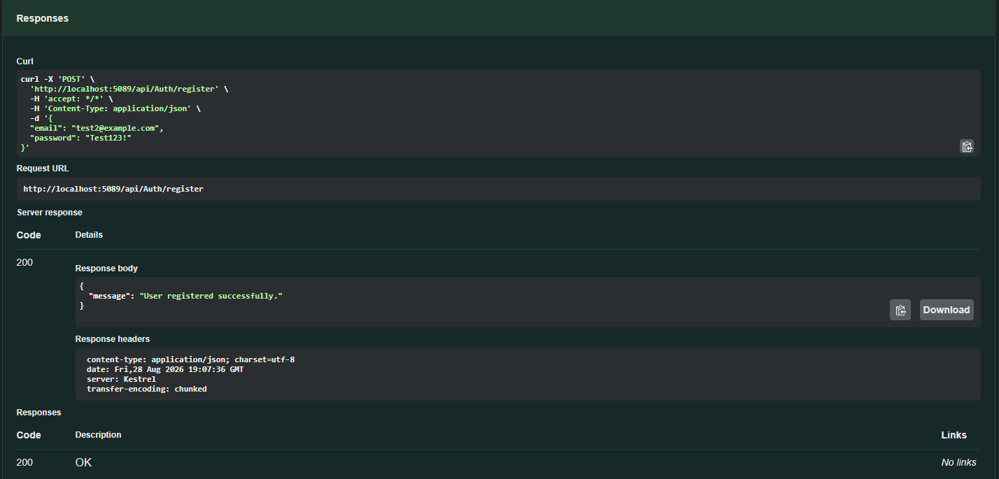 Responses
Curl
curl -X 'POST' \
  'http://localhost:5089/api/Auth/register' \
  -H 'accept: */*' \
  -H 'Content-Type: application/json' \
  -d '{
  "email": "test2@example.com",
  "password": "Test123!"
}'
Request URL
http://localhost:5089/api/Auth/register
Server response
Code Details
200
Response body
{
  "message": "User registered successfully."
}
Download
Response headers
content-type: application/json; charset=utf-8
date: Fri,28 Aug 2026 19:07:36 GMT
server: Kestrel
transfer-encoding: chunked
Responses
Code Description Links
200 OK No links